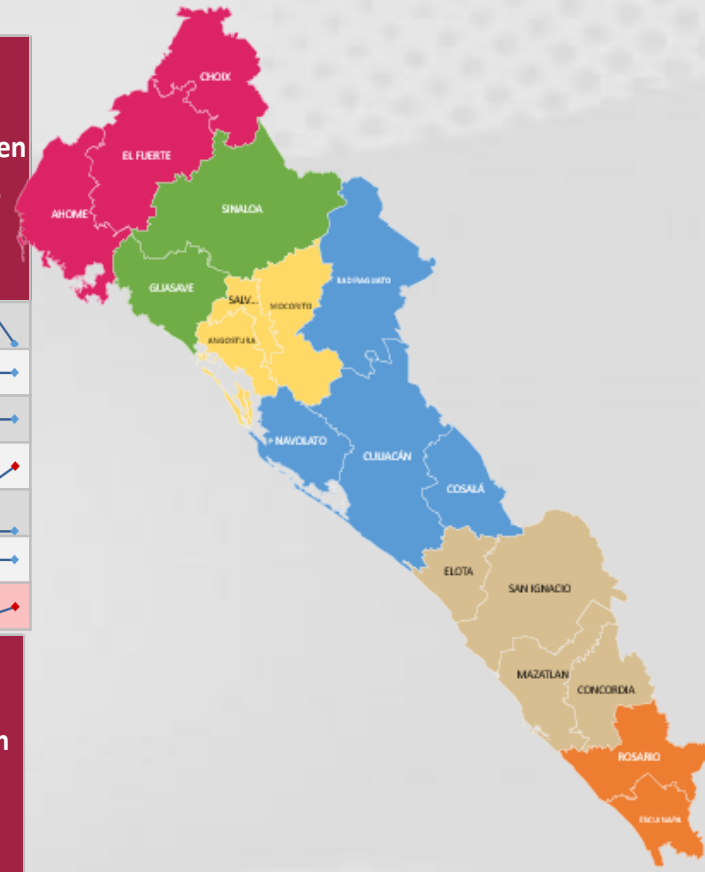 CHOIX
en
EL FUERTE
SINALOA
AHOME
BADIRAGUATO
GUASAVE
SALV...
MOCORITO
ANGOSTURA
NAVOLATO
CULIACÁN
COSALÁ
ELOTA
SAN IGNACIO
MAZATLAN
CONCORDIA
ROSARIO
ESCUINAPA